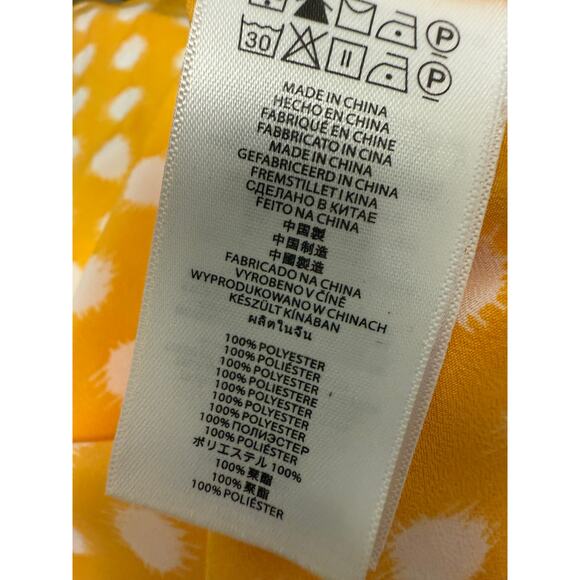 30 P
MADE IN CHINA
HECHO EN CHINA
FABRIQUÉ EN CHINE
FABBRICATO IN CINA
MADE IN CHINA
GEFABRICEERD IN CHINA
FREMSTILLET I KINA
СДЕЛАНО В КИТАЕ
FEITO NA CHINA
中国製
中国制造
中國製造
FABRICADO NA CHINA
VYROBENO V ČÍNĚ
WYPRODUKOWANO W CHINACH
KÉSZÜLT KÍNÁBAN
ผลิตในจีน
100% POLYESTER
100% POLIÉSTER
100% POLYESTER
100% POLIESTERE
100% POLYESTER
100% POLYESTER
100% ПОЛИЭСТЕР
100% POLIÉSTER
ポリエステル 100%
100% 聚酯
100% 聚酯
100% POLIÉSTER